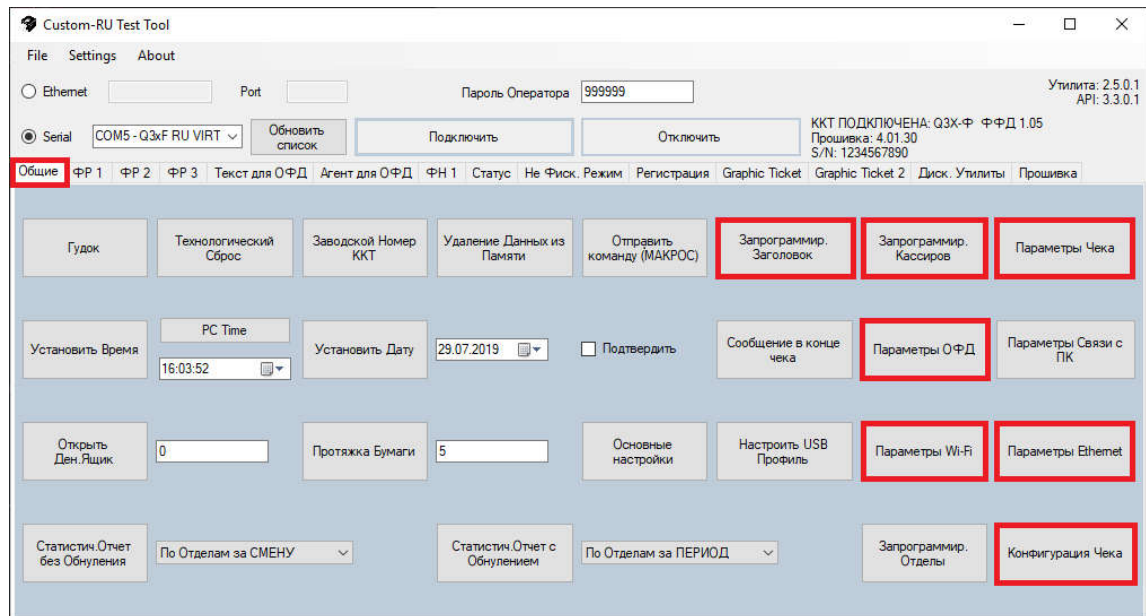 Custom-RU Test Tool
File Settings About
Ethernet Port Пароль Оператора 999999
Утилита: 2.5.0.1
API: 3.3.0.1
Serial COM5 - Q3xF RU VIRT Обновить список Подключить Отключить
ККТ ПОДКЛЮЧЕНА: Q3X-Ф ФФД 1.05
Прошивка: 4.01.30
S/N: 1234567890
Общие ФР 1 ФР 2 ФР 3 Текст для ОФД Агент для ОФД ФН 1 Статус Не Фиск. Режим Регистрация Graphic Ticket Graphic Ticket 2 Диск. Утилиты Прошивка
Гудок
Технологический
Сброс
Заводской Номер
ККТ
Удаление Данных из
Памяти
Отправить
команду (МАКРОС)
Запрограммир.
Заголовок
Запрограммир.
Кассиров
Параметры Чека
Установить Время
PC Time
16:03:52
Установить Дату
29.07.2019
Подтвердить
Сообщение в конце
чека
Параметры ОФД
Параметры Связи с
ПК
Открыть
Ден.Ящик
0
Протяжка Бумаги
5
Основные
настройки
Настроить USB
Профиль
Параметры Wi-Fi
Параметры Ethernet
Статистич.Отчет
без Обнуления
По Отделам за СМЕНУ
Статистич.Отчет с
Обнулением
По Отделам за ПЕРИОД
Запрограммир.
Отделы
Конфигурация Чека